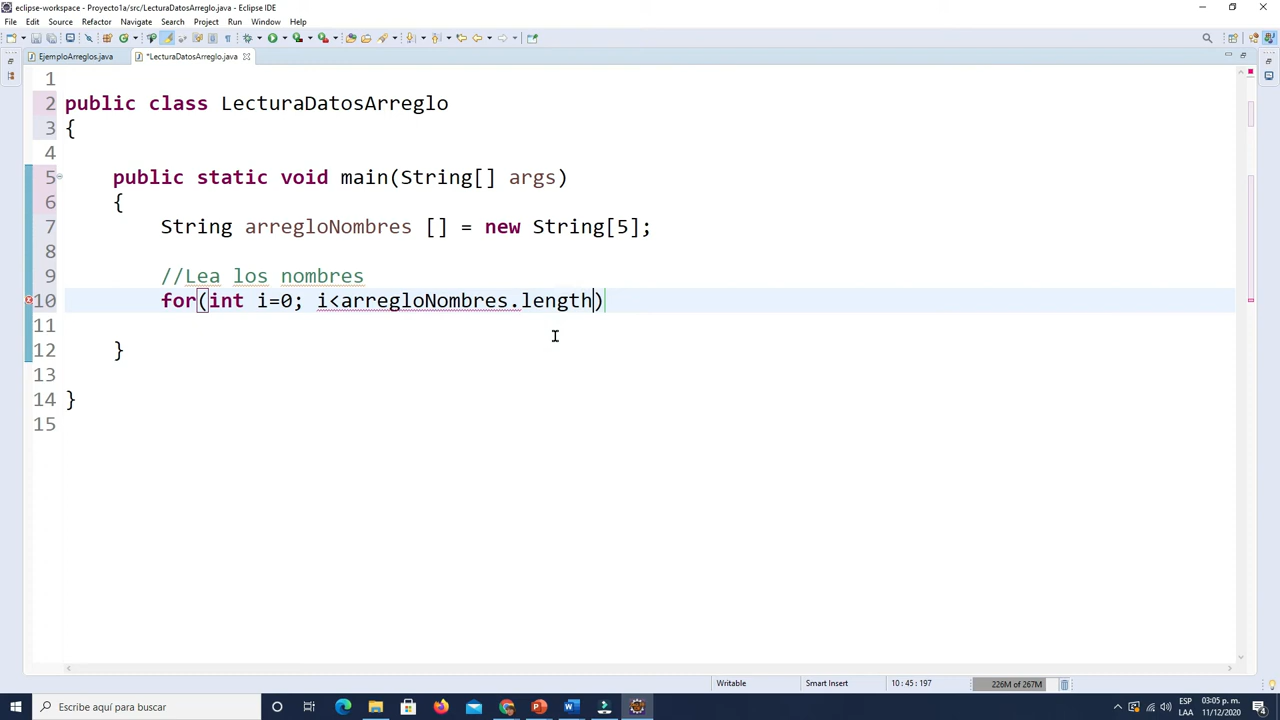 eclipse-workspace - Proyecto1a/src/LecturaDatosArreglo.java - Eclipse IDE
File Edit Source Refactor Navigate Search Project Run Window Help
EjemploArreglos.java *LecturaDatosArreglo.java
1
2 public class LecturaDatosArreglo
3 {
4
5 public static void main(String[] args)
6 {
7 String arregloNombres [] = new String[5];
8
9 //Lea los nombres
10 for(int i=0; i<arregloNombres.length)
11
12 }
13
14 }
15
Writable Smart Insert 10 : 45 : 197 226M of 267M
Escribe aquí para buscar
ESP 03:05 p. m.
LAA 11/12/2020
4